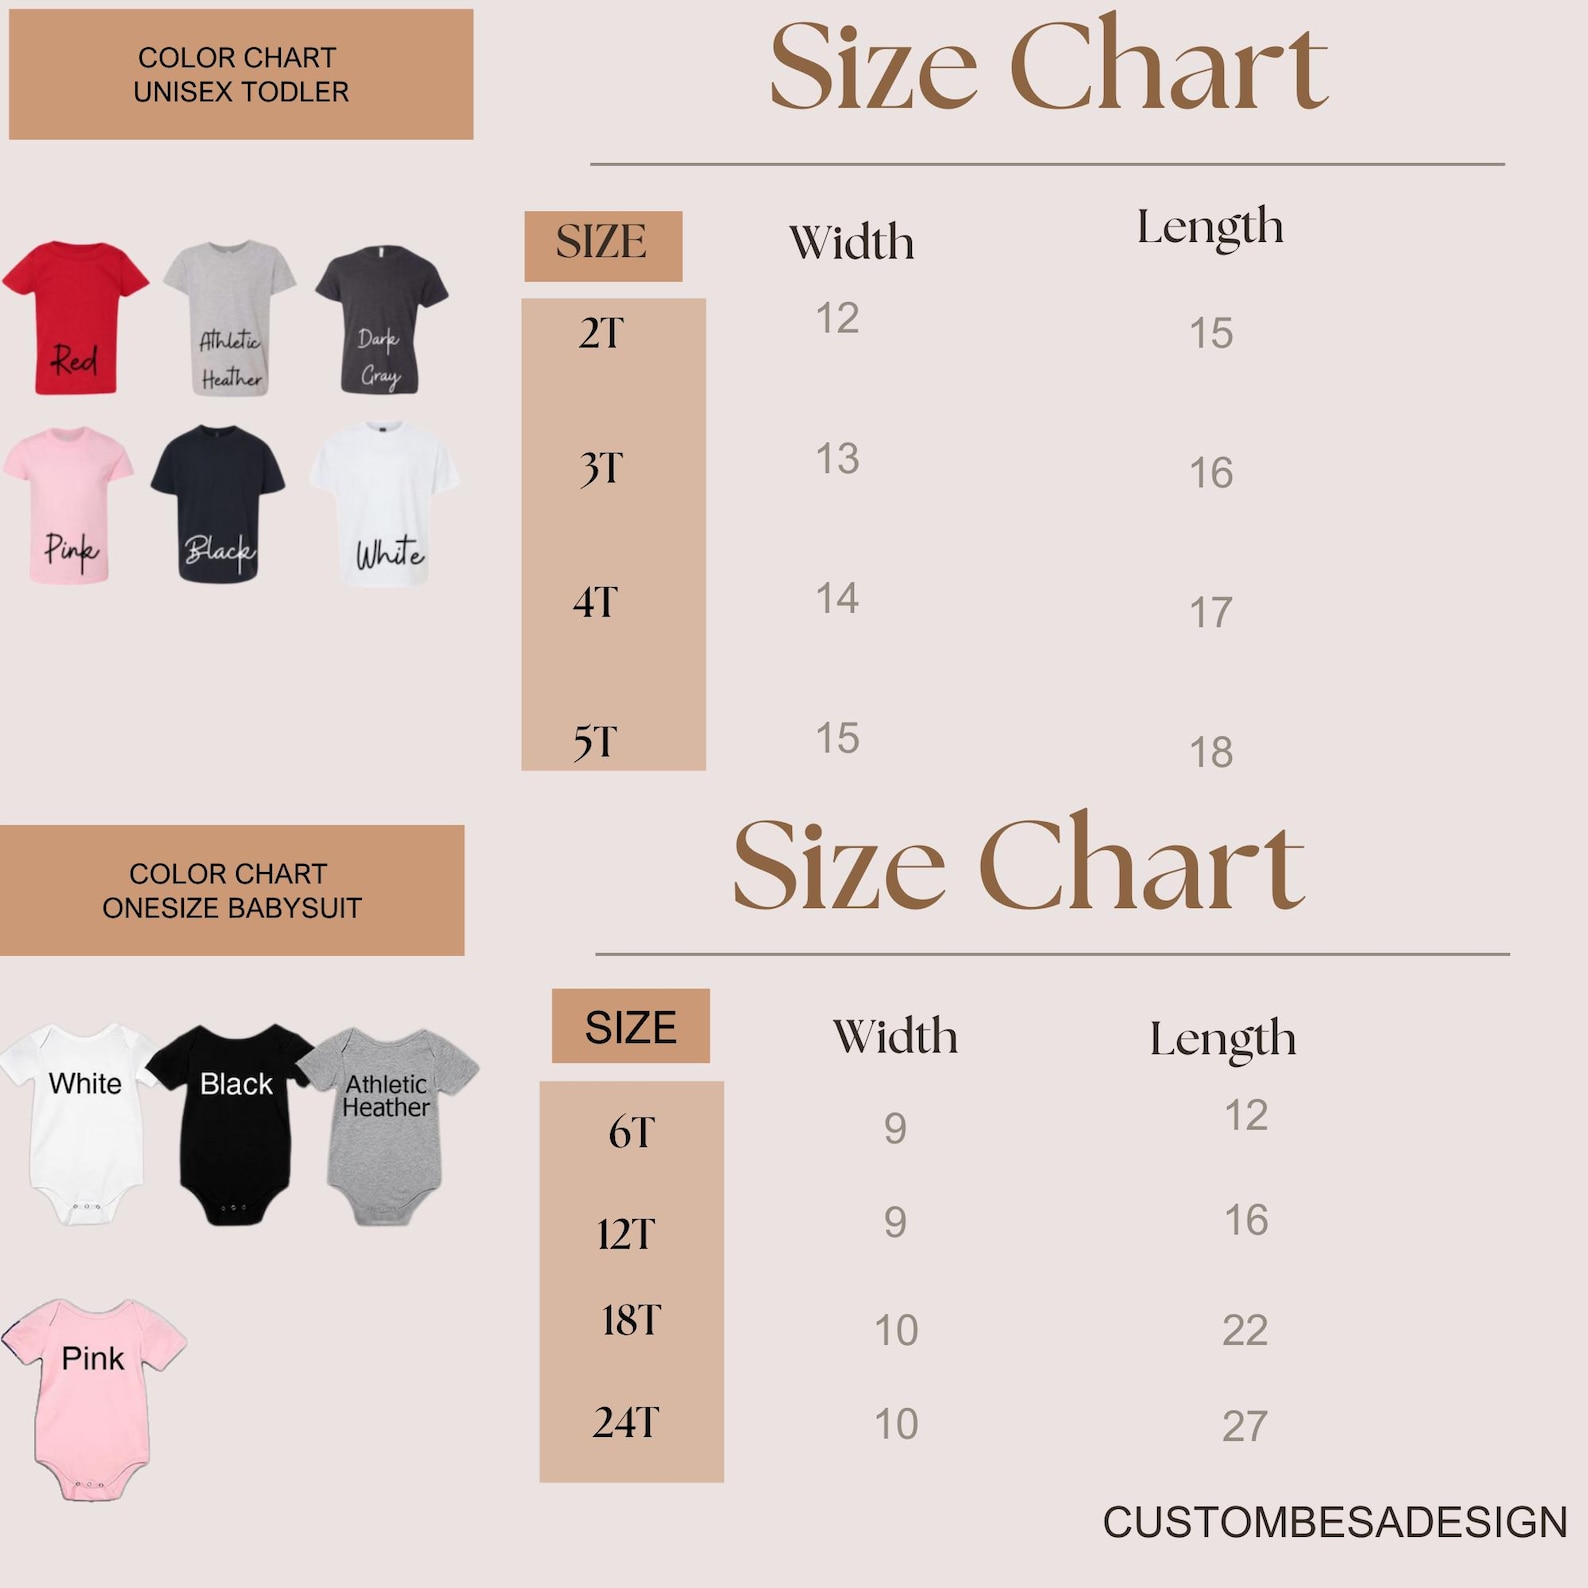 COLOR CHART
UNISEX TODLER
Red
Athletic
Heather
Dark
Gray
Pink
Black
White
Size Chart
SIZE Width Length
2T 12 15
3T 13 16
4T 14 17
5T 15 18
COLOR CHART
ONESIZE BABYSUIT
White
Black
Athletic
Heather
Pink
Size Chart
SIZE Width Length
6T 9 12
12T 9 16
18T 10 22
24T 10 27
CUSTOMBESADESIGN